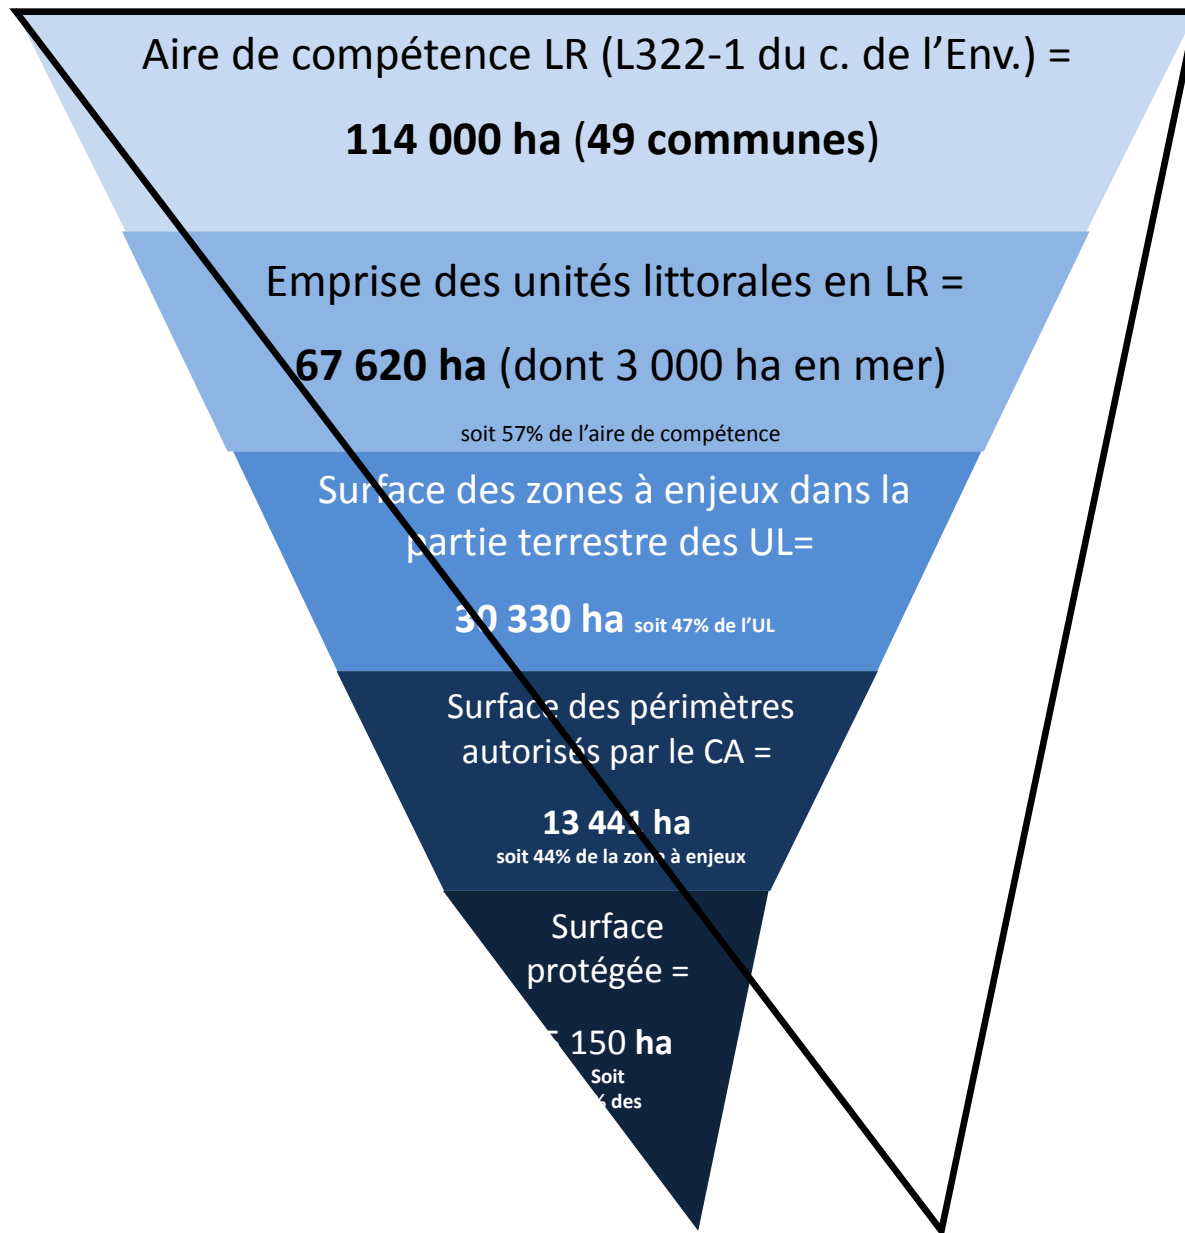 Aire de compétence LR (L322-1 du c. de l’Env.) =
114 000 ha (49 communes)
Emprise des unités littorales en LR =
67 620 ha (dont 3 000 ha en mer)
soit 57% de l’aire de compétence
Surface des zones à enjeux dans la
partie terrestre des UL=
30 330 ha soit 47% de l’UL
Surface des périmètres
autorisés par le CA =
13 441 ha
soit 44% de la zone à enjeux
Surface
protégée =
150 ha
Soit
% des